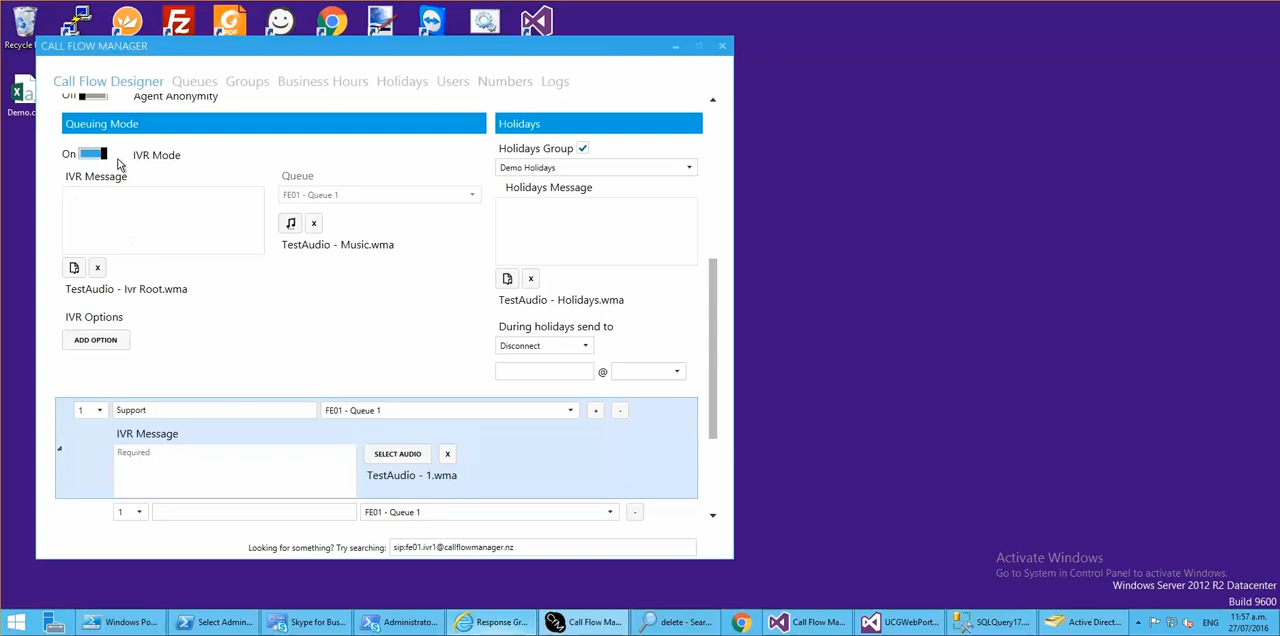 Recycle
Demo.c
CALL FLOW MANAGER
Call Flow Designer Queues Groups Business Hours Holidays Users Numbers Logs
Off Agent Anonymity
Queuing Mode
Holidays
On IVR Mode
Holidays Group
Demo Holidays
IVR Message
Queue
Holidays Message
FE01 - Queue 1
x
TestAudio - Music.wma
x
x
TestAudio - Ivr Root.wma
TestAudio - Holidays.wma
IVR Options
During holidays send to
ADD OPTION
Disconnect
@
1 Support FE01 - Queue 1 + -
IVR Message
Required
SELECT AUDIO x
TestAudio - 1.wma
1 FE01 - Queue 1 -
Looking for something? Try searching: sip:fe01.ivr1@callflowmanager.nz
Activate Windows
Go to System in Control Panel to activate Windows.
Windows Server 2012 R2 Datacenter
Build 9600
Windows Po... Select Admin... Skype for Bus... Administrato... Response Gr... Call Flow Ma... delete - Sear... Call Flow Ma... UCGWebPort... SQLQuery17.... Active Direct... ENG 11:57 a.m.
27/07/2016